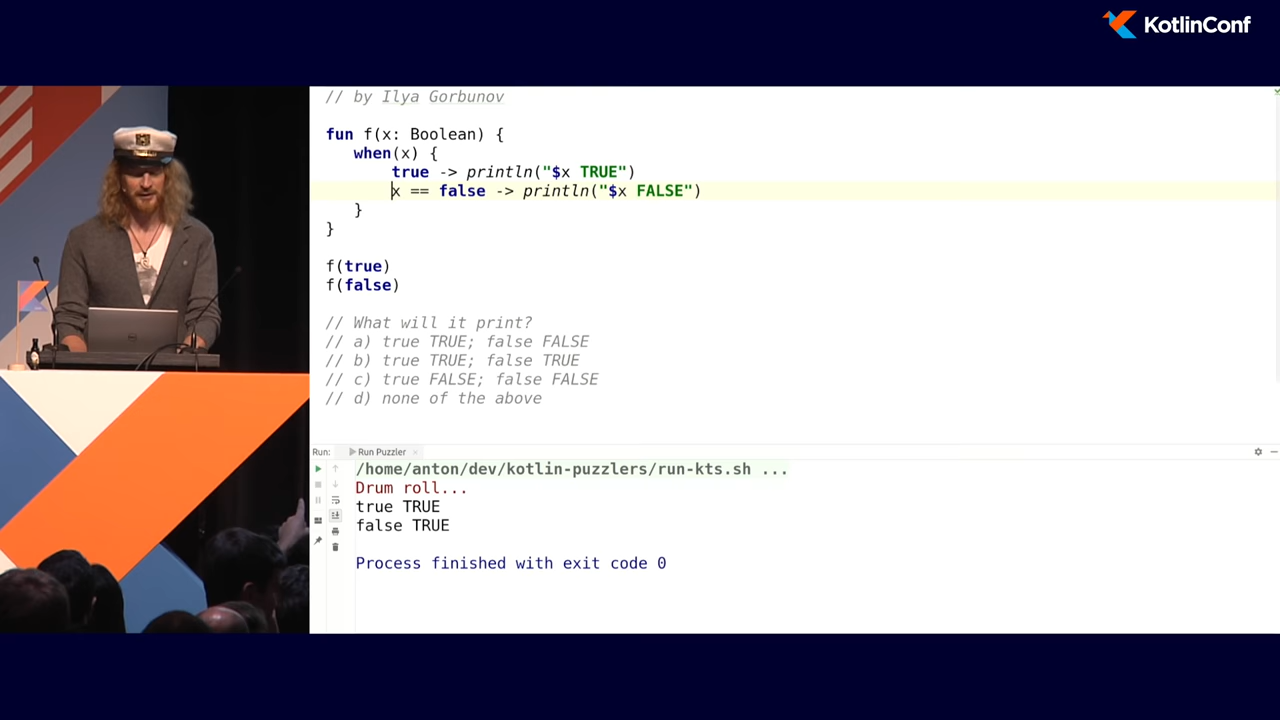 KotlinConf
// by Ilya Gorbunov
fun f(x: Boolean) {
when(x) {
true -> println("$x TRUE")
x == false -> println("$x FALSE")
}
}
f(true)
f(false)
// What will it print?
// a) true TRUE; false FALSE
// b) true TRUE; false TRUE
// c) true FALSE; false FALSE
// d) none of the above
Run: Run Puzzler
/home/anton/dev/kotlin-puzzlers/run-kts.sh ...
Drum roll...
true TRUE
false TRUE
Process finished with exit code 0